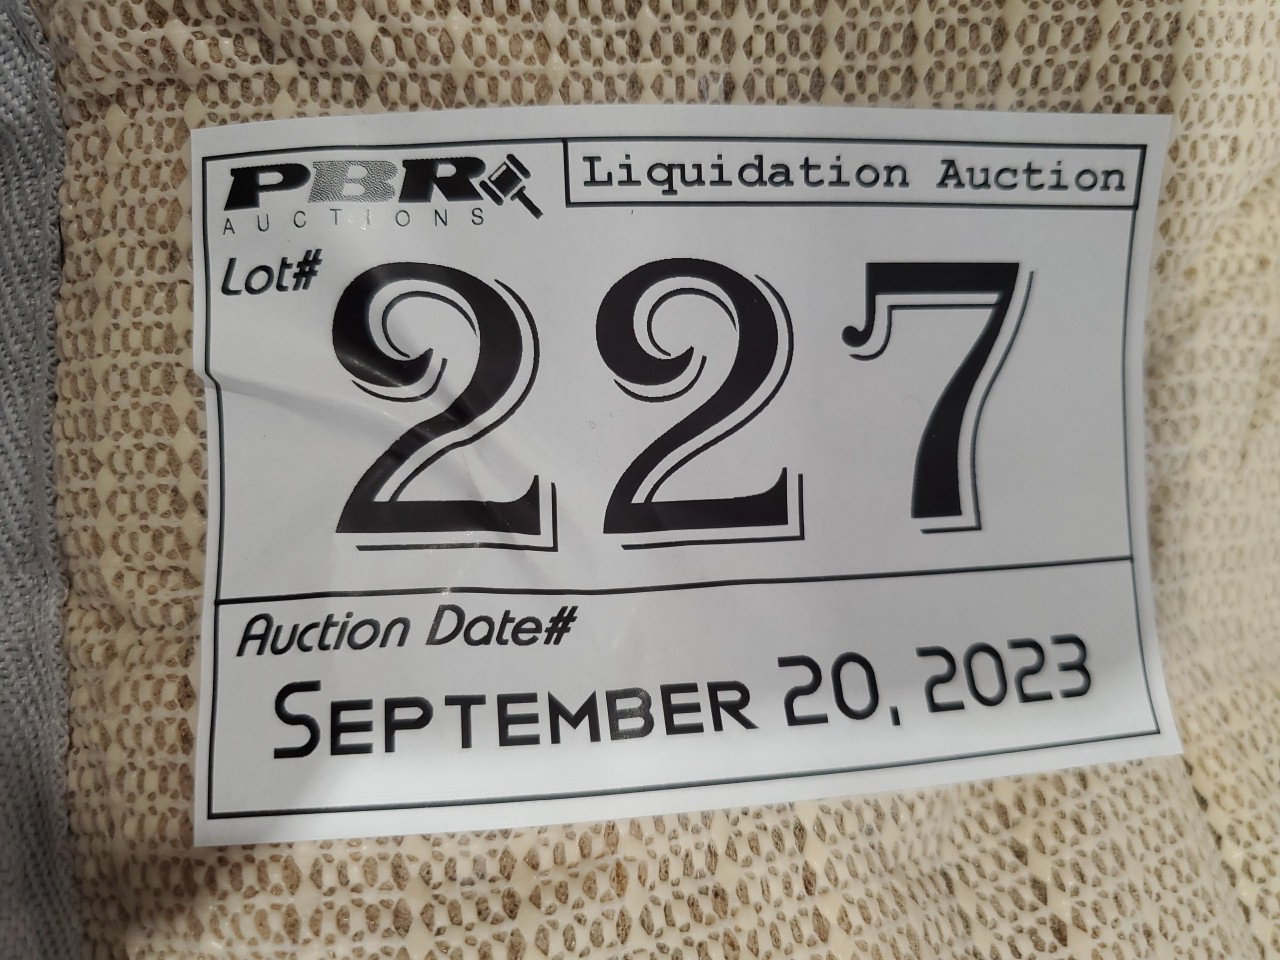 PBR
AUCTIONS
Liquidation Auction
Lot#
227
Auction Date#
SEPTEMBER 20, 2023